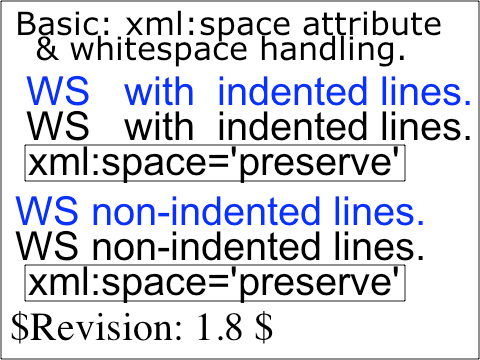 Basic: xml:space attribute
& whitespace handling.
WS   with  indented lines.
WS   with  indented lines.
xml:space='preserve'
WS non-indented lines.
WS non-indented lines.
xml:space='preserve'
$Revision: 1.8 $